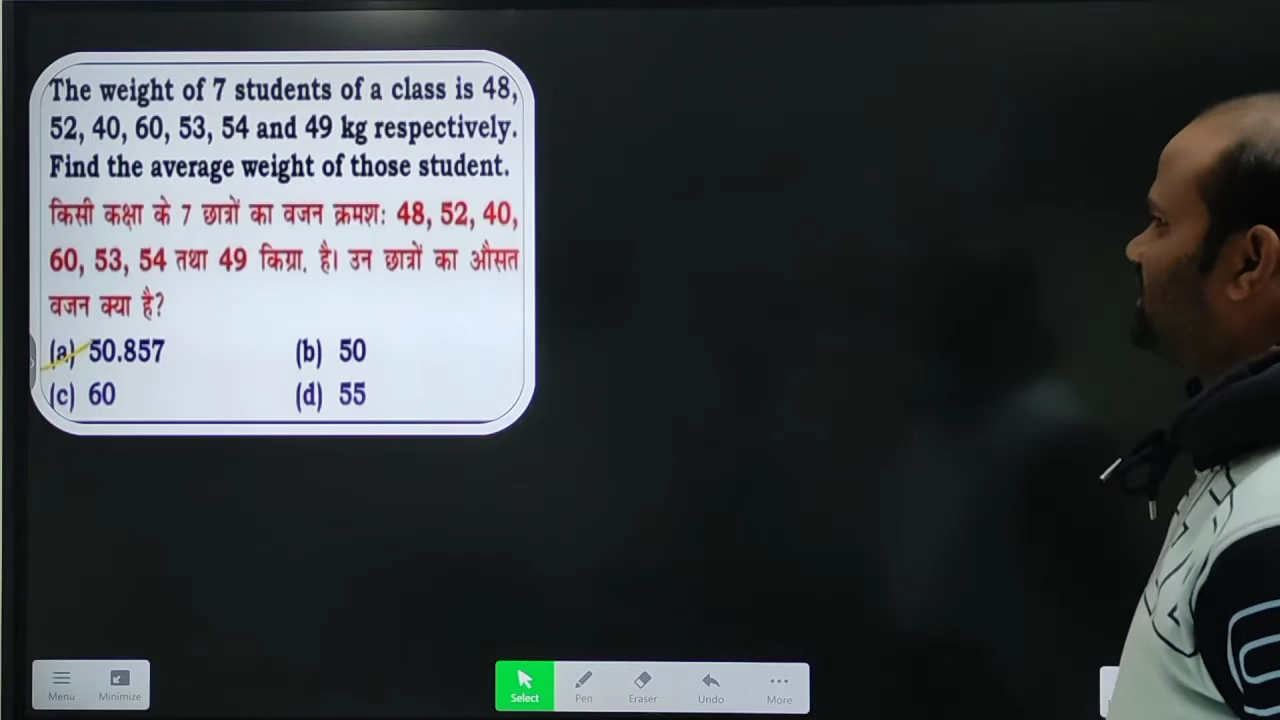 The weight of 7 students of a class is 48,
52, 40, 60, 53, 54 and 49 kg respectively.
Find the average weight of those student.
किसी कक्षा के 7 छात्रों का वजन क्रमश: 48, 52, 40,
60, 53, 54 तथा 49 किग्रा. है। उन छात्रों का औसत
वजन क्या है?
(a) 50.857 (b) 50
(c) 60 (d) 55
Menu Minimize Select Pen Eraser Undo More